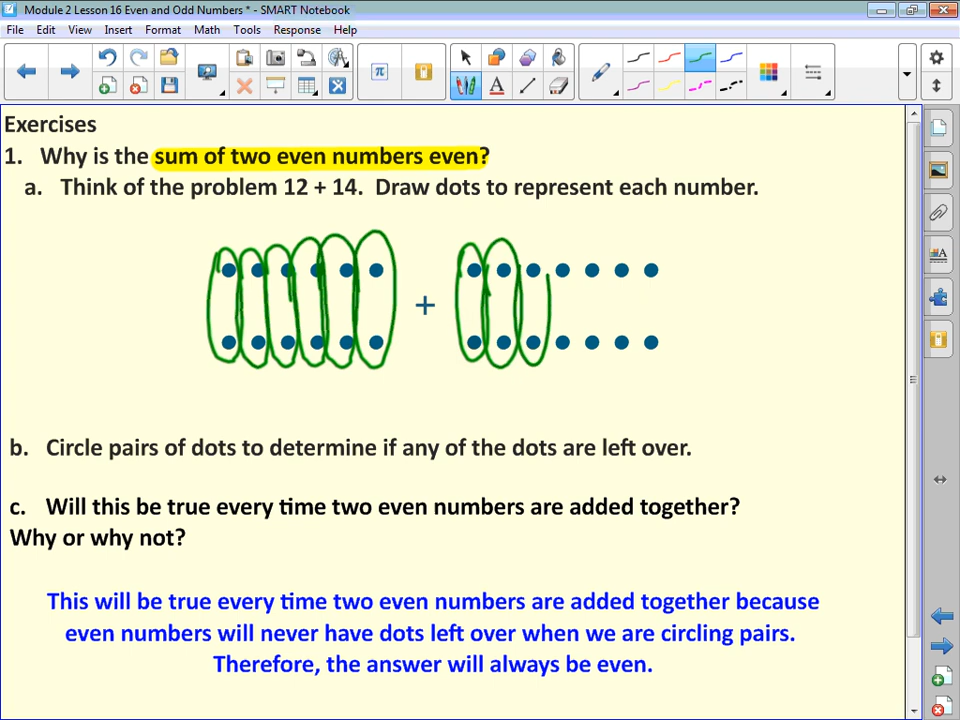 Module 2 Lesson 16 Even and Odd Numbers * - SMART Notebook
File Edit View Insert Format Math Tools Response Help
Exercises
1. Why is the sum of two even numbers even?
a. Think of the problem 12 + 14. Draw dots to represent each number.
+
b. Circle pairs of dots to determine if any of the dots are left over.
c. Will this be true every time two even numbers are added together?
Why or why not?
This will be true every time two even numbers are added together because
even numbers will never have dots left over when we are circling pairs.
Therefore, the answer will always be even.